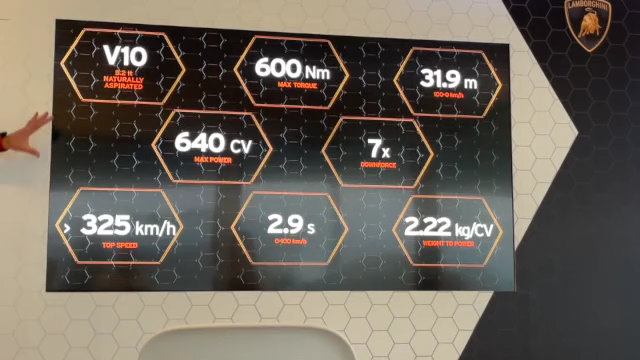 LAMBORGHINI
V10
5.2 lt
NATURALLY
ASPIRATED
600 Nm
MAX TORQUE
31.9 m
100-0 km/h
640 CV
MAX POWER
7x
DOWNFORCE
› 325 km/h
TOP SPEED
2.9 s
0-100 km/h
2.22 kg/CV
WEIGHT TO POWER